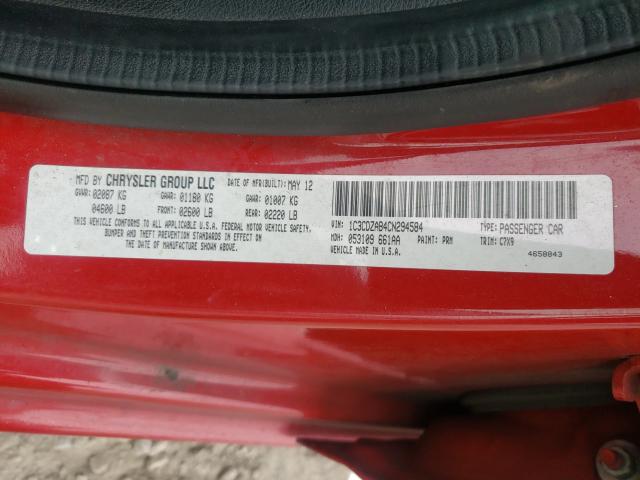 MFD BY CHRYSLER GROUP LLC DATE OF MFR(BUILT): MAY 12
GVWR: 02087 KG GAWR: 01180 KG GAWR: 01007 KG
04600 LB FRONT: 02600 LB REAR: 02220 LB
THIS VEHICLE CONFORMS TO ALL APPLICABLE U.S.A. FEDERAL MOTOR VEHICLE SAFETY,
BUMPER AND THEFT PREVENTION STANDARDS IN EFFECT ON THE
DATE OF MANUFACTURE SHOWN ABOVE.
VIN: 1C3CDZAB4CN294584 TYPE: PASSENGER CAR
MDH: 053109 661AA PAINT: PRM TRIM: C7X9
VEHICLE MADE IN U.S.A. 4658843